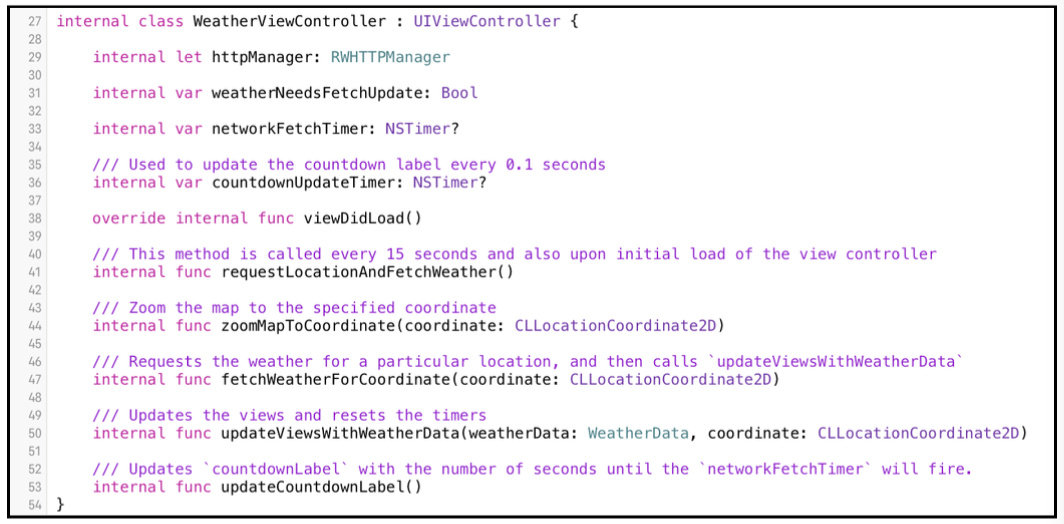 27 internal class WeatherViewController : UIViewController {
28
29     internal let httpManager: RWHTTPManager
30
31     internal var weatherNeedsFetchUpdate: Bool
32
33     internal var networkFetchTimer: NSTimer?
34
35     /// Used to update the countdown label every 0.1 seconds
36     internal var countdownUpdateTimer: NSTimer?
37
38     override internal func viewDidLoad()
39
40     /// This method is called every 15 seconds and also upon initial load of the view controller
41     internal func requestLocationAndFetchWeather()
42
43     /// Zoom the map to the specified coordinate
44     internal func zoomMapToCoordinate(coordinate: CLLocationCoordinate2D)
45
46     /// Requests the weather for a particular location, and then calls `updateViewsWithWeatherData`
47     internal func fetchWeatherForCoordinate(coordinate: CLLocationCoordinate2D)
48
49     /// Updates the views and resets the timers
50     internal func updateViewsWithWeatherData(weatherData: WeatherData, coordinate: CLLocationCoordinate2D)
51
52     /// Updates `countdownLabel` with the number of seconds until the `networkFetchTimer` will fire.
53     internal func updateCountdownLabel()
54 }